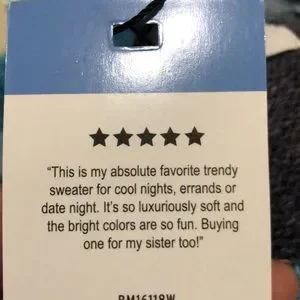 “This is my absolute favorite trendy
sweater for cool nights, errands or
date night. It’s so luxuriously soft and
the bright colors are so fun. Buying
one for my sister too!”
BM16118W